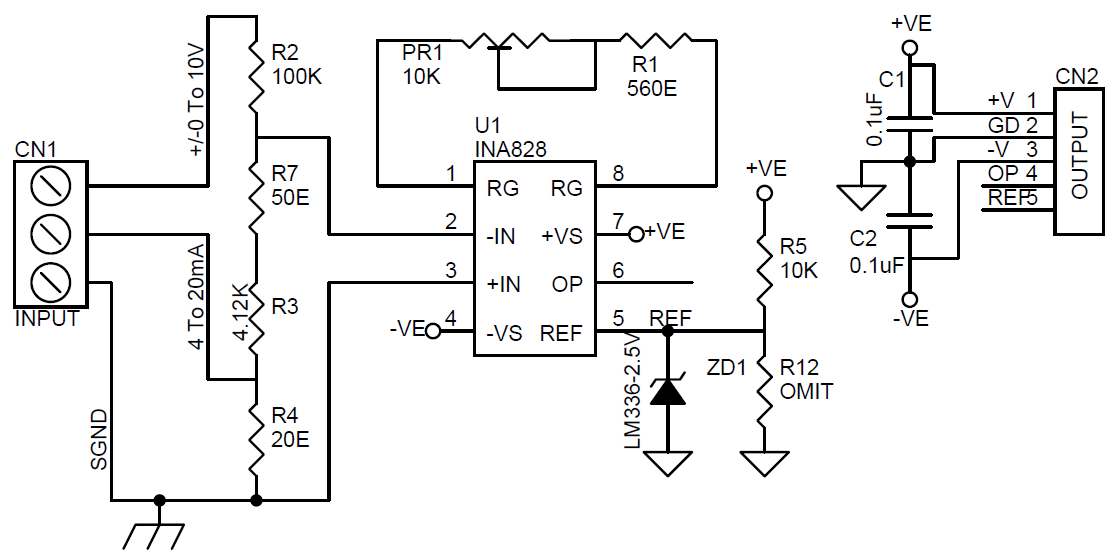 CN1
INPUT
+/-0 To 10V
4 To 20mA
SGND
R2
100K
R7
50E
R3
4.12K
R4
20E
PR1
10K
R1
560E
U1
INA828
1 RG RG 8
2 -IN +VS 7 +VE
3 +IN OP 6
-VE 4 -VS REF 5 REF
LM336-2.5V
ZD1
+VE
R5
10K
R12
OMIT
+VE
C1
0.1uF
C2
0.1uF
-VE
CN2
+V 1
GD 2
-V 3
OP 4
REF 5
OUTPUT